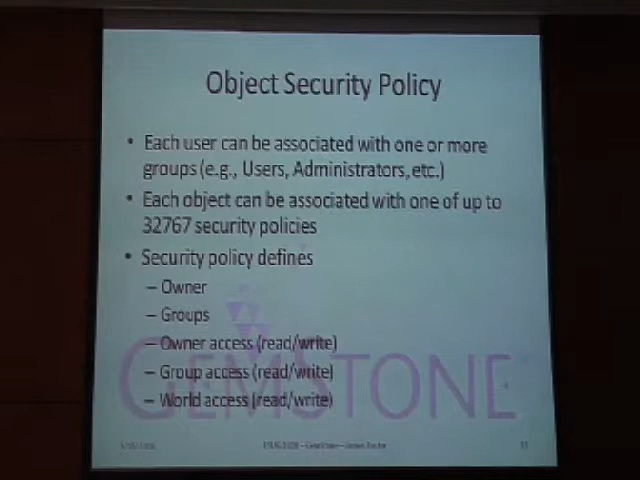 Object Security Policy
• Each user can be associated with one or more
groups (e.g., Users, Administrators, etc.)
• Each object can be associated with one of up to
32767 security policies
• Security policy defines
– Owner
– Groups
– Owner access (read/write)
– Group access (read/write)
– World access (read/write)
GEMSTONE